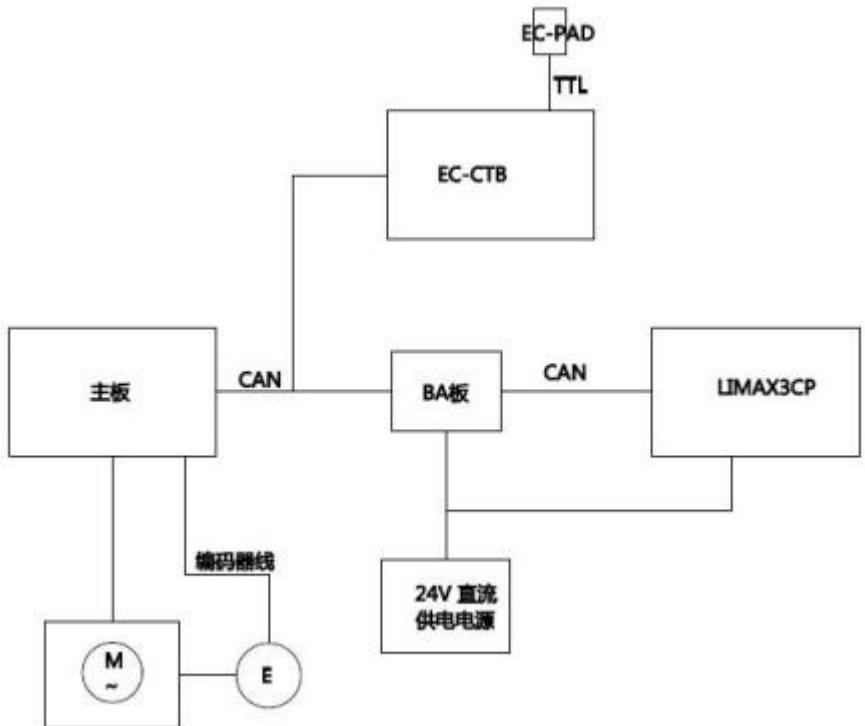 EC-PAD
TTL
EC-CTB
主板
CAN
BA板
CAN
LIMAX3CP
编码器线
24V 直流
供电电源
M
~
E